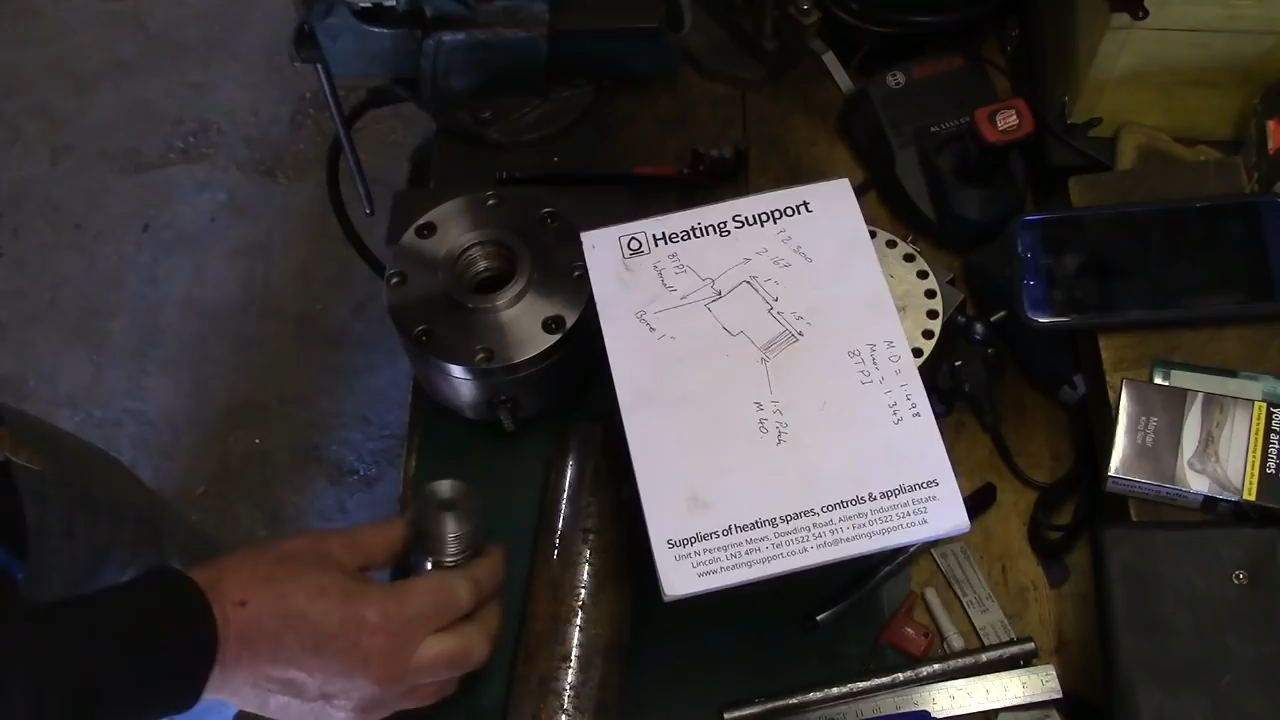 Heating Support
8TPI
Internal
2.167
1"
1.5"
Bore 1"
1.5 Pitch
M40.
M.D = 1.498
Minor = 1.343
8TPI
Suppliers of heating spares, controls & appliances
Unit N Peregrine Mews, Dowding Road, Allenby Industrial Estate,
Lincoln. LN3 4PH. • Tel 01522 541 911 • Fax 01522 524 652
www.heatingsupport.co.uk • info@heatingsupport.co.uk
BOSCH
Mayfair
King Size
your arteries